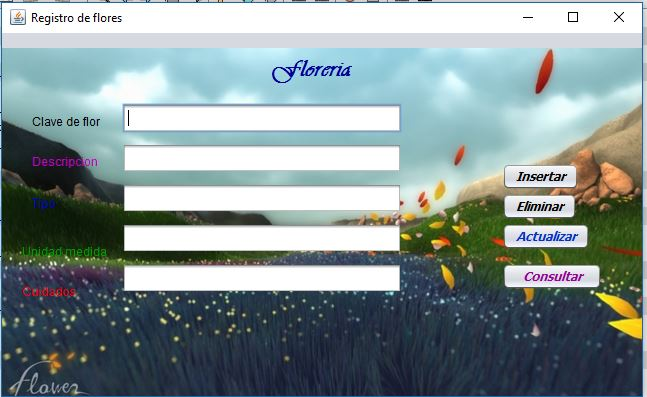 Registro de flores
Floreria
Clave de flor
Descripcion
Insertar
Tipo
Eliminar
Actualizar
Unidad medida
Consultar
Cuidados
Flower